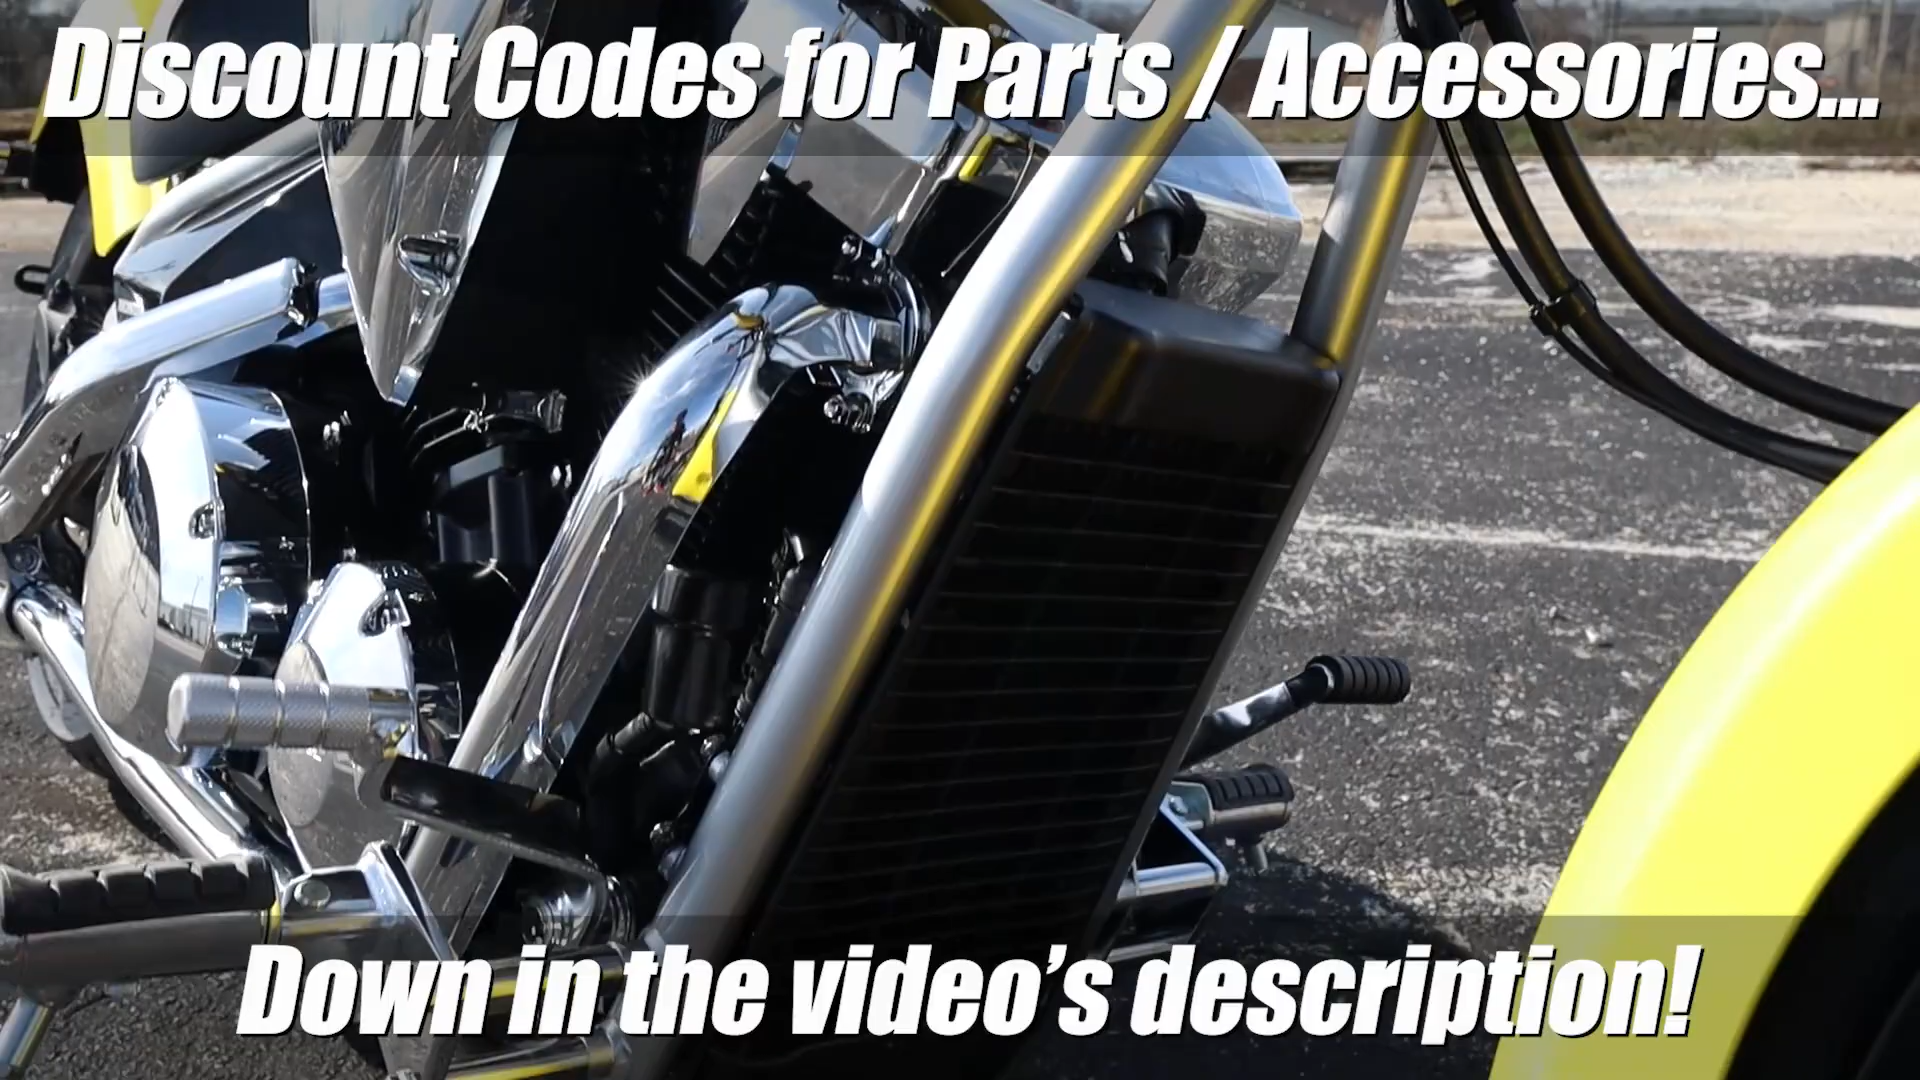 Discount Codes for Parts / Accessories...
Down in the video's description!